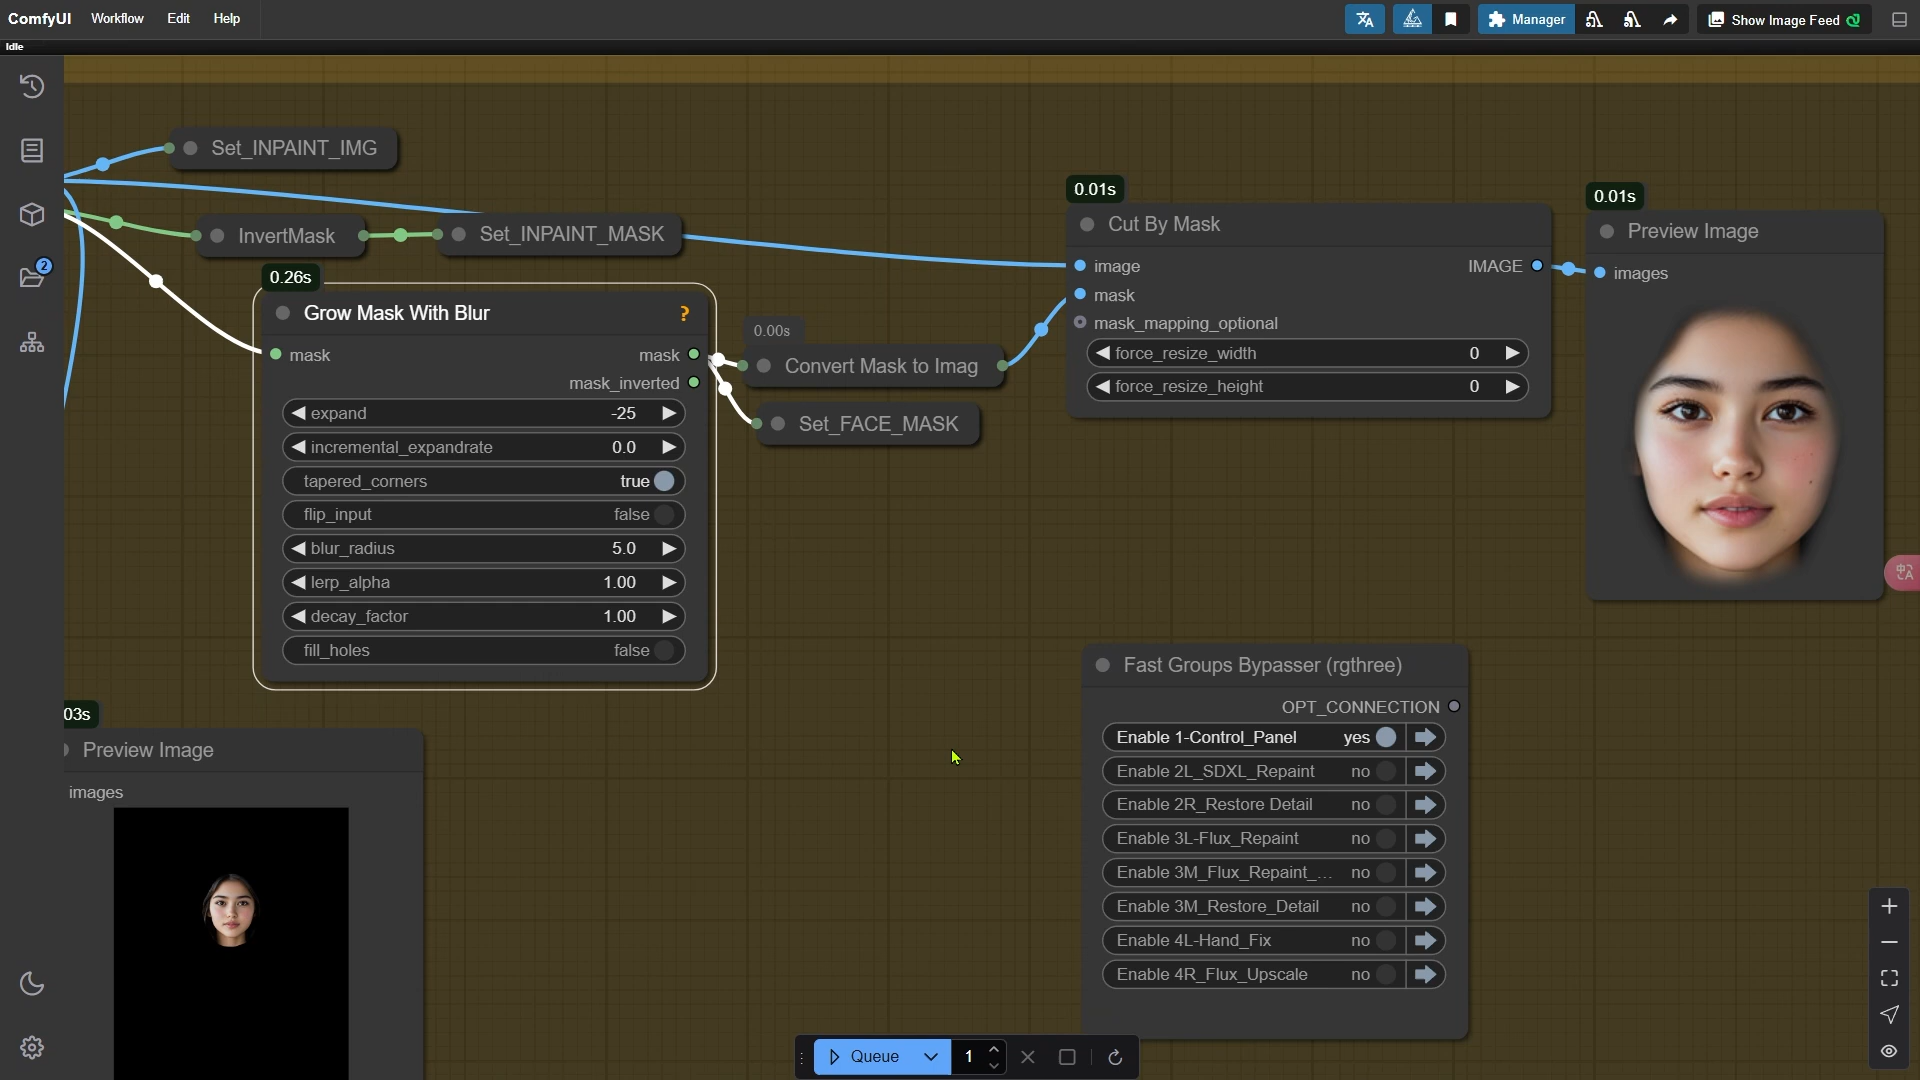 ComfyUI Workflow Edit Help
Manager
Show Image Feed
Idle
2
Set_INPAINT_IMG
InvertMask
Set_INPAINT_MASK
0.26s
Grow Mask With Blur ?
mask mask
mask_inverted
expand -25
incremental_expandrate 0.0
tapered_corners true
flip_input false
blur_radius 5.0
lerp_alpha 1.00
decay_factor 1.00
fill_holes false
0.00s
Convert Mask to Imag
Set_FACE_MASK
0.01s
Cut By Mask
image IMAGE
mask
mask_mapping_optional
force_resize_width 0
force_resize_height 0
0.01s
Preview Image
images
03s
Preview Image
images
Fast Groups Bypasser (rgthree)
OPT_CONNECTION
Enable 1-Control_Panel yes
Enable 2L_SDXL_Repaint no
Enable 2R_Restore Detail no
Enable 3L-Flux_Repaint no
Enable 3M_Flux_Repaint_... no
Enable 3M_Restore_Detail no
Enable 4L-Hand_Fix no
Enable 4R_Flux_Upscale no
Queue 1